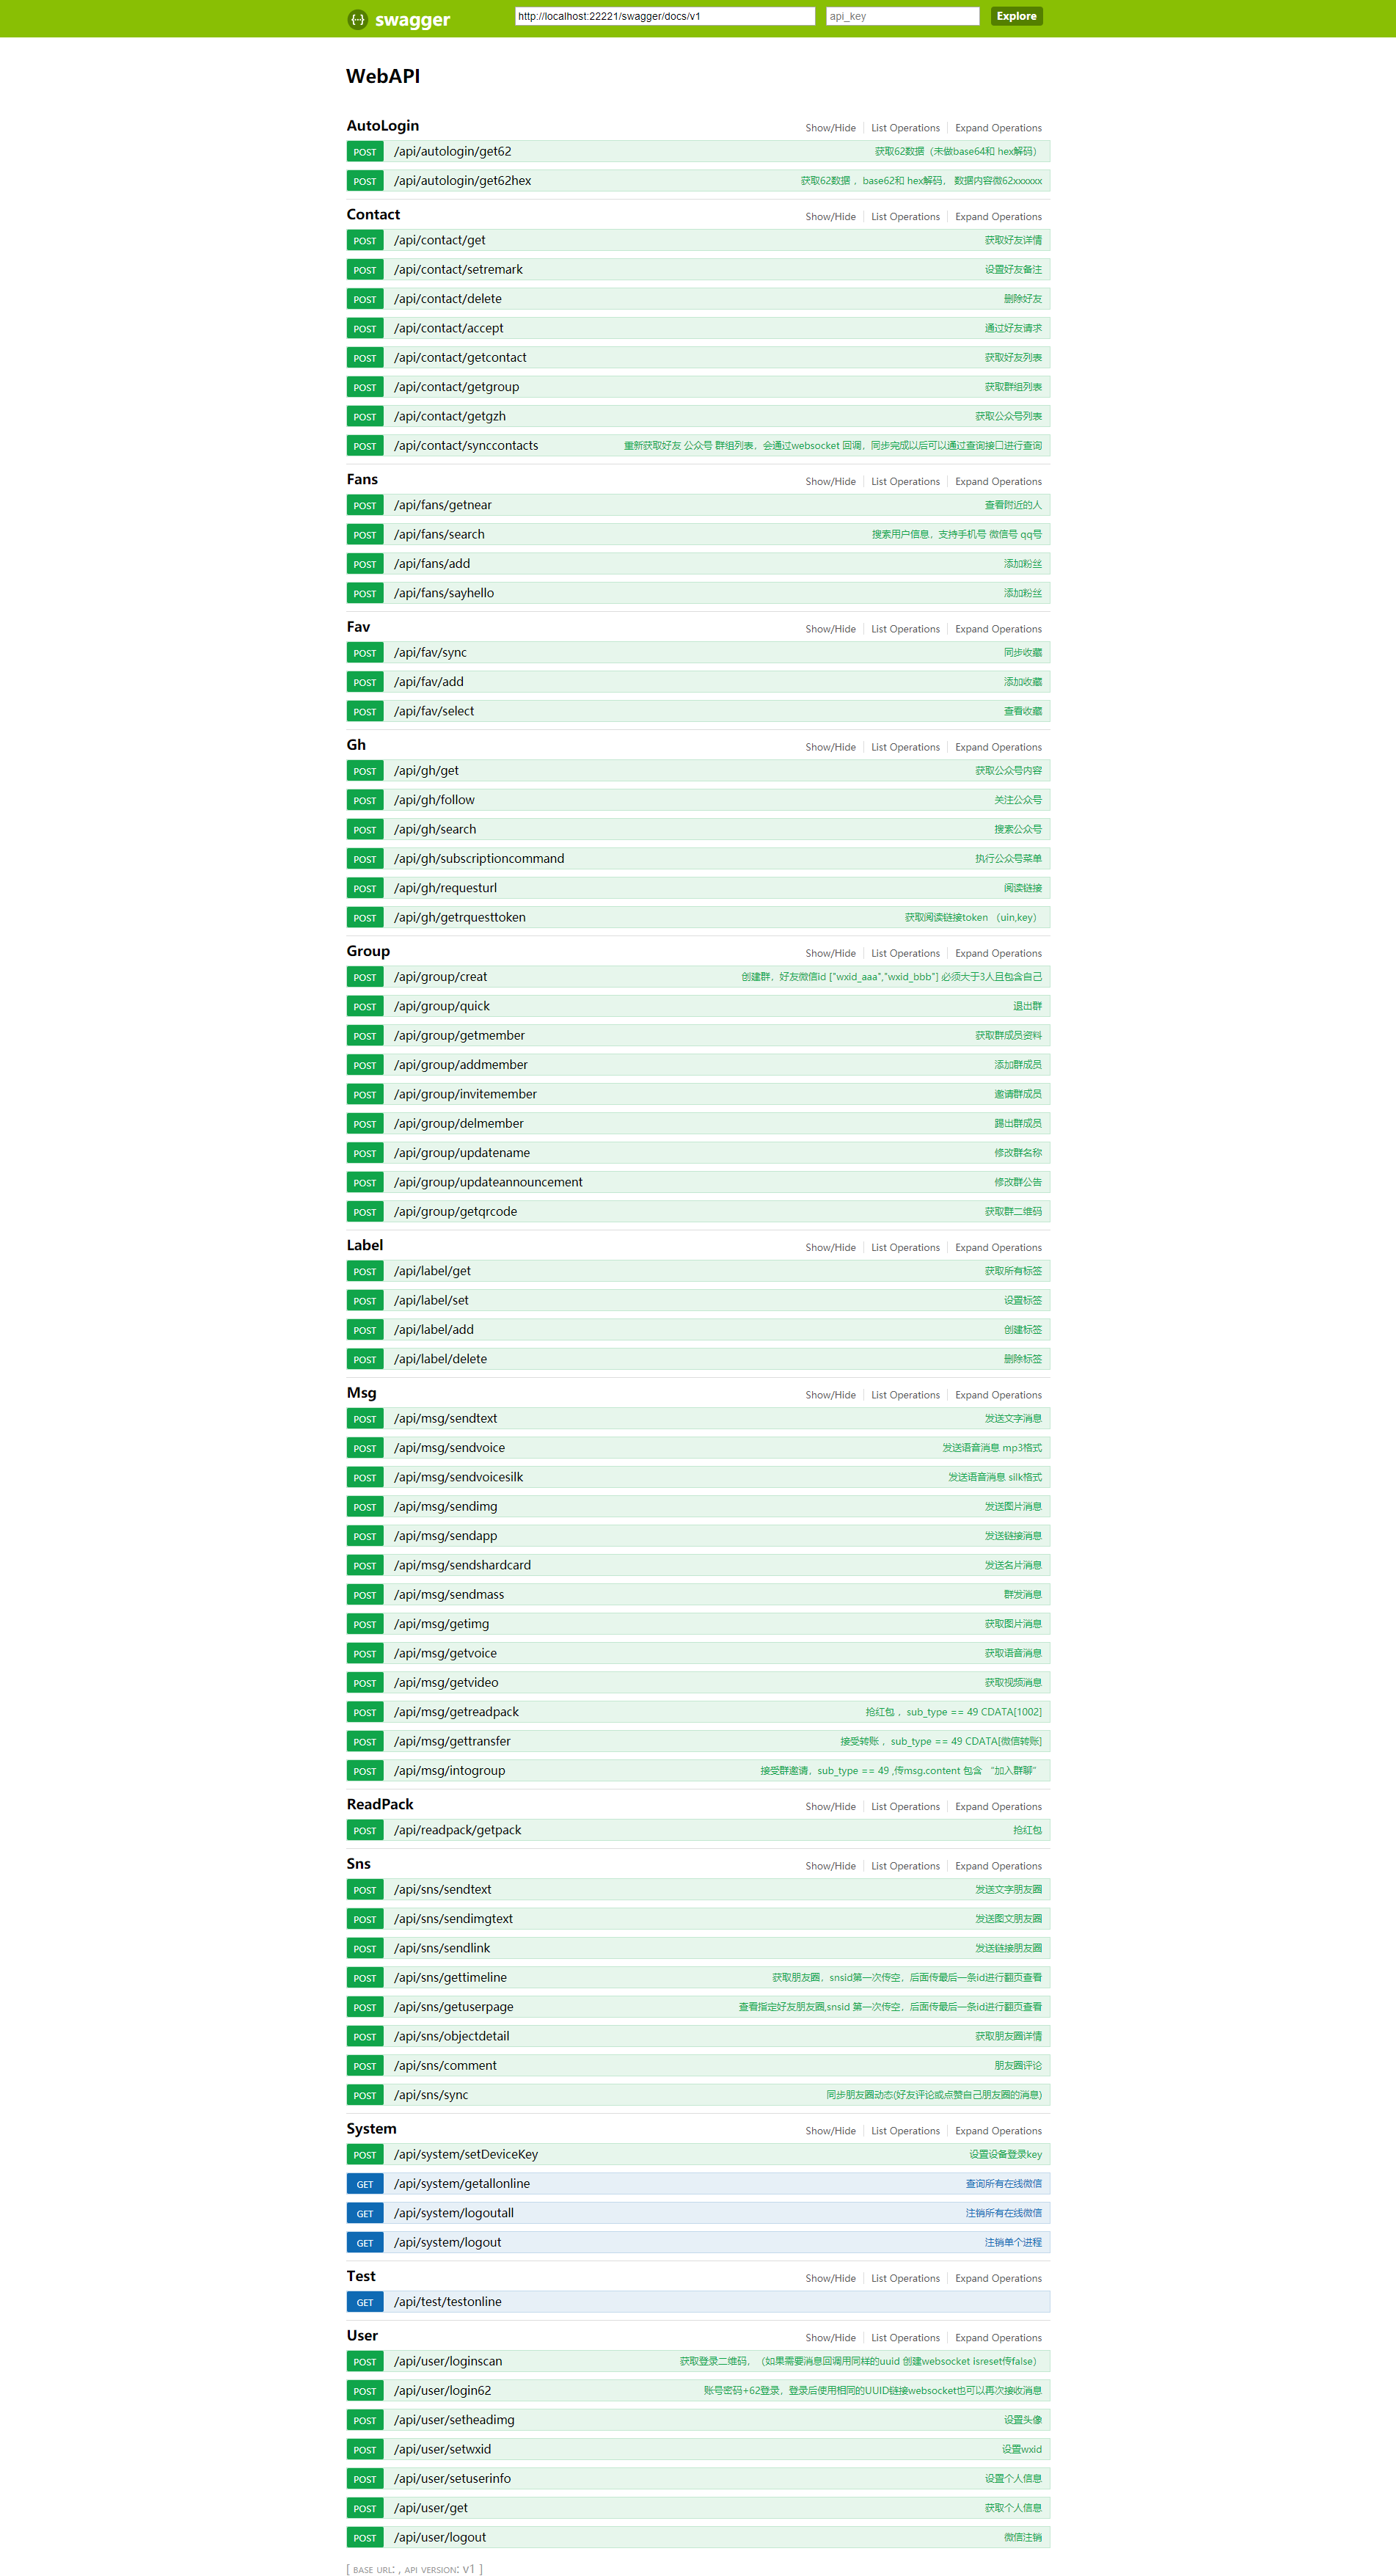 swagger http://localhost:22221/swagger/docs/v1 api_key Explore
WebAPI
AutoLogin Show/Hide List Operations Expand Operations
POST /api/autologin/get62 获取62数据（未做base64和 hex解码）
POST /api/autologin/get62hex 获取62数据 ，base62和 hex解码， 数据内容微62xxxxxx
Contact Show/Hide List Operations Expand Operations
POST /api/contact/get 获取好友详情
POST /api/contact/setremark 设置好友备注
POST /api/contact/delete 删除好友
POST /api/contact/accept 通过好友请求
POST /api/contact/getcontact 获取好友列表
POST /api/contact/getgroup 获取群组列表
POST /api/contact/getgzh 获取公众号列表
POST /api/contact/synccontacts 重新获取好友 公众号 群组列表，会通过websocket 回调，同步完成以后可以通过查询接口进行查询
Fans Show/Hide List Operations Expand Operations
POST /api/fans/getnear 查看附近的人
POST /api/fans/search 搜素用户信息，支持手机号 微信号 qq号
POST /api/fans/add 添加粉丝
POST /api/fans/sayhello 添加粉丝
Fav Show/Hide List Operations Expand Operations
POST /api/fav/sync 同步收藏
POST /api/fav/add 添加收藏
POST /api/fav/select 查看收藏
Gh Show/Hide List Operations Expand Operations
POST /api/gh/get 获取公众号内容
POST /api/gh/follow 关注公众号
POST /api/gh/search 搜素公众号
POST /api/gh/subscriptioncommand 执行公众号菜单
POST /api/gh/requesturl 阅读链接
POST /api/gh/getrquesttoken 获取阅读链接token （uin,key）
Group Show/Hide List Operations Expand Operations
POST /api/group/creat 创建群，好友微信id ["wxid_aaa","wxid_bbb"] 必须大于3人且包含自己
POST /api/group/quick 退出群
POST /api/group/getmember 获取群成员资料
POST /api/group/addmember 添加群成员
POST /api/group/invitemember 邀请群成员
POST /api/group/delmember 踢出群成员
POST /api/group/updatename 修改群名称
POST /api/group/updateannouncement 修改群公告
POST /api/group/getqrcode 获取群二维码
Label Show/Hide List Operations Expand Operations
POST /api/label/get 获取所有标签
POST /api/label/set 设置标签
POST /api/label/add 创建标签
POST /api/label/delete 删除标签
Msg Show/Hide List Operations Expand Operations
POST /api/msg/sendtext 发送文字消息
POST /api/msg/sendvoice 发送语音消息 mp3格式
POST /api/msg/sendvoicesilk 发送语音消息 silk格式
POST /api/msg/sendimg 发送图片消息
POST /api/msg/sendapp 发送链接消息
POST /api/msg/sendshardcard 发送名片消息
POST /api/msg/sendmass 群发消息
POST /api/msg/getimg 获取图片消息
POST /api/msg/getvoice 获取语音消息
POST /api/msg/getvideo 获取视频消息
POST /api/msg/getreadpack 抢红包 ，sub_type == 49 CDATA[1002]
POST /api/msg/gettransfer 接受转账 ，sub_type == 49 CDATA[微信转账]
POST /api/msg/intogroup 接受群邀请，sub_type == 49 ,传msg.content 包含 “加入群聊”
ReadPack Show/Hide List Operations Expand Operations
POST /api/readpack/getpack 抢红包
Sns Show/Hide List Operations Expand Operations
POST /api/sns/sendtext 发送文字朋友圈
POST /api/sns/sendimgtext 发送图文朋友圈
POST /api/sns/sendlink 发送链接朋友圈
POST /api/sns/gettimeline 获取朋友圈，snsid第一次传空，后面传最后一条id进行翻页查看
POST /api/sns/getuserpage 查看指定好友朋友圈,snsid 第一次传空，后面传最后一条id进行翻页查看
POST /api/sns/objectdetail 获取朋友圈详情
POST /api/sns/comment 朋友圈评论
POST /api/sns/sync 同步朋友圈动态(好友评论或点赞自己朋友圈的消息)
System Show/Hide List Operations Expand Operations
POST /api/system/setDeviceKey 设置设备登录key
GET /api/system/getallonline 查询所有在线微信
GET /api/system/logoutall 注销所有在线微信
GET /api/system/logout 注销单个进程
Test Show/Hide List Operations Expand Operations
GET /api/test/testonline
User Show/Hide List Operations Expand Operations
POST /api/user/loginscan 获取登录二维码，（如果需要消息回调用同样的uuid 创建websocket isreset传false）
POST /api/user/login62 账号密码+62登录，登录后使用相同的UUID链接websocket也可以再次接收消息
POST /api/user/setheadimg 设置头像
POST /api/user/setwxid 设置wxid
POST /api/user/setuserinfo 设置个人信息
POST /api/user/get 获取个人信息
POST /api/user/logout 微信注销
[ BASE URL: , API VERSION: v1 ]